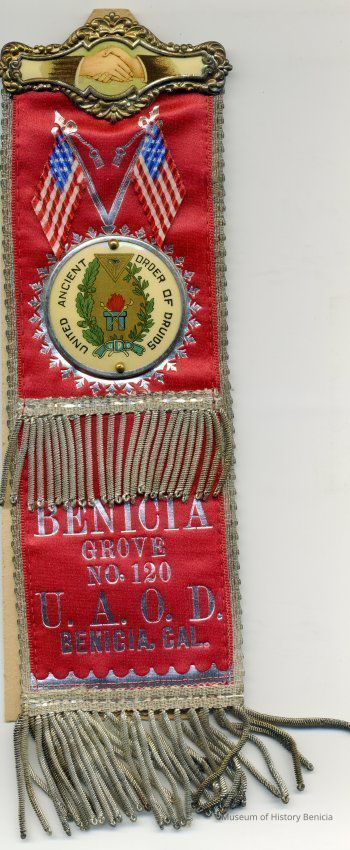 UNITED ANCIENT ORDER OF DRUIDS
BENICIA
GROVE
NO. 120
U. A. O. D.
BENICIA, CAL.
Museum of History Benicia